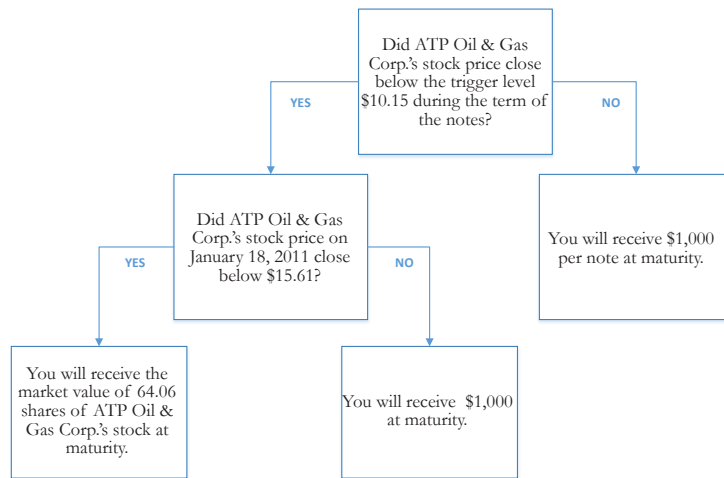 Did ATP Oil & Gas
Corp.'s stock price close
below the trigger level
$10.15 during the term of
the notes?
YES
NO
Did ATP Oil & Gas
Corp.'s stock price on
January 18, 2011 close
below $15.61?
You will receive $1,000
per note at maturity.
YES
NO
You will receive the
market value of 64.06
shares of ATP Oil &
Gas Corp.'s stock at
maturity.
You will receive $1,000
at maturity.